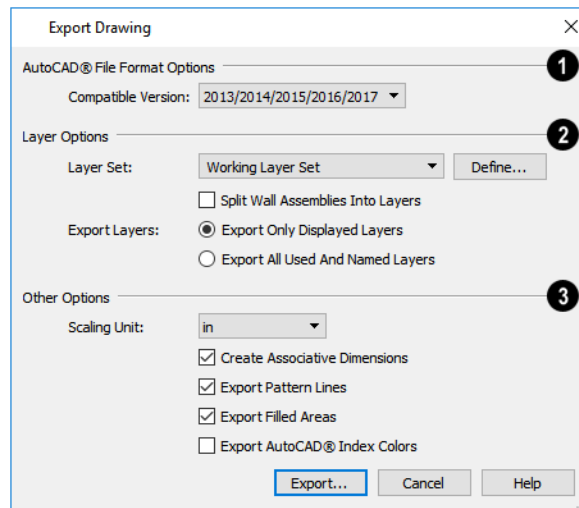 Export Drawing
AutoCAD® File Format Options 1
Compatible Version: 2013/2014/2015/2016/2017
Layer Options 2
Layer Set: Working Layer Set Define...
Split Wall Assemblies Into Layers
Export Layers: Export Only Displayed Layers
Export All Used And Named Layers
Other Options 3
Scaling Unit: in
Create Associative Dimensions
Export Pattern Lines
Export Filled Areas
Export AutoCAD® Index Colors
Export... Cancel Help